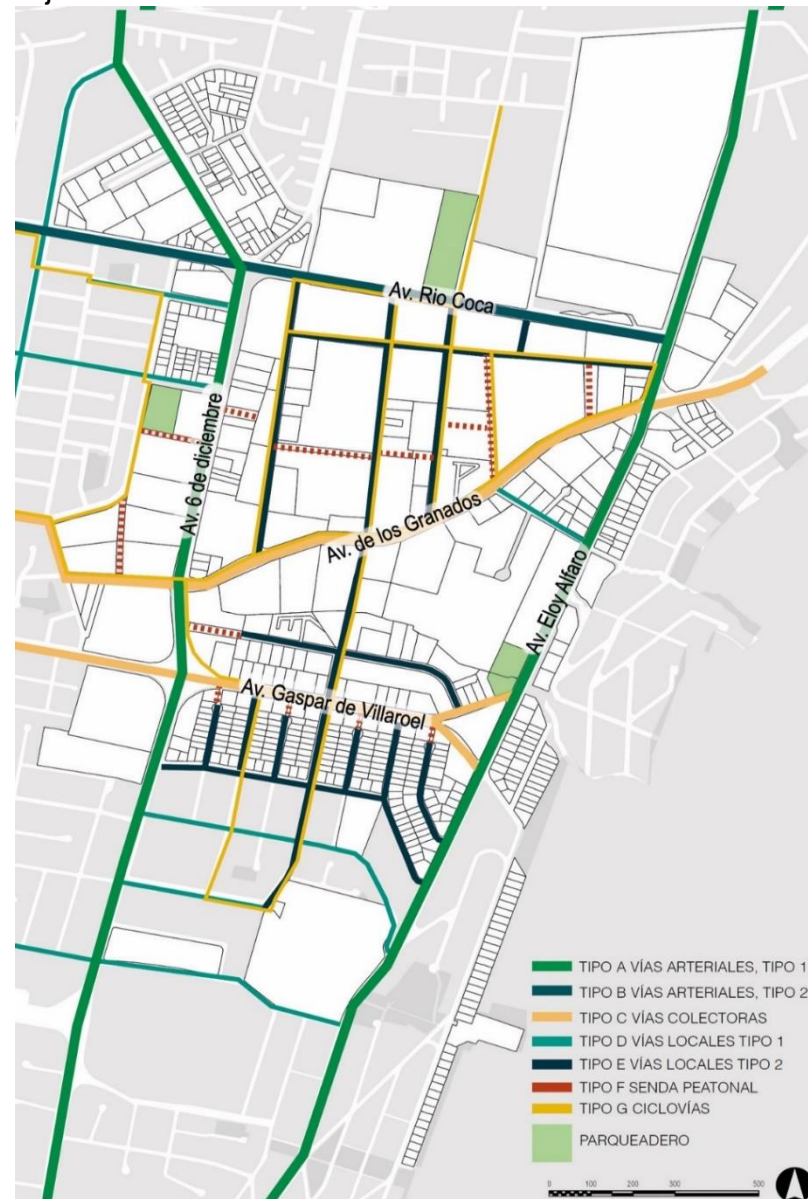 Av. Rio Coca
Av. 6 de diciembre
Av. de los Granados
Av. Eloy Alfaro
Av. Gaspar de Villaroel
TIPO A VÍAS ARTERIALES, TIPO 1
TIPO B VÍAS ARTERIALES, TIPO 2
TIPO C VÍAS COLECTORAS
TIPO D VÍAS LOCALES TIPO 1
TIPO E VÍAS LOCALES TIPO 2
TIPO F SENDA PEATONAL
TIPO G CICLOVÍAS
PARQUEADERO
0 100 200 300 500